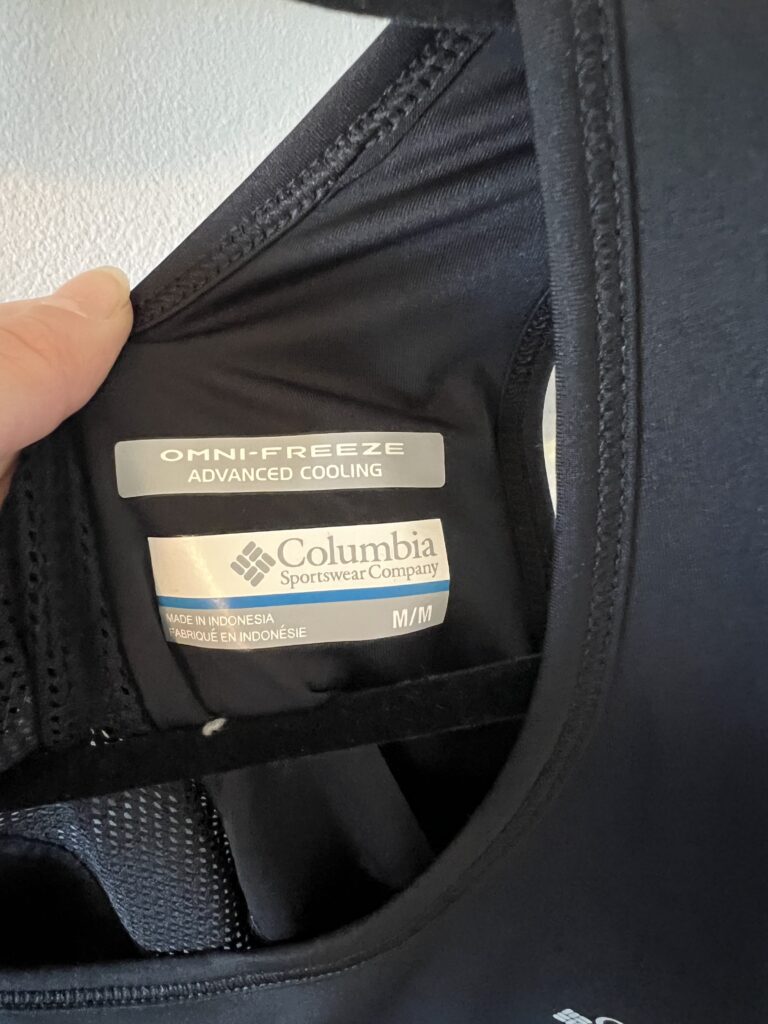 OMNI-FREEZE
ADVANCED COOLING
Columbia
Sportswear Company
MADE IN INDONESIA
FABRIQUÉ EN INDONÉSIE
M/M